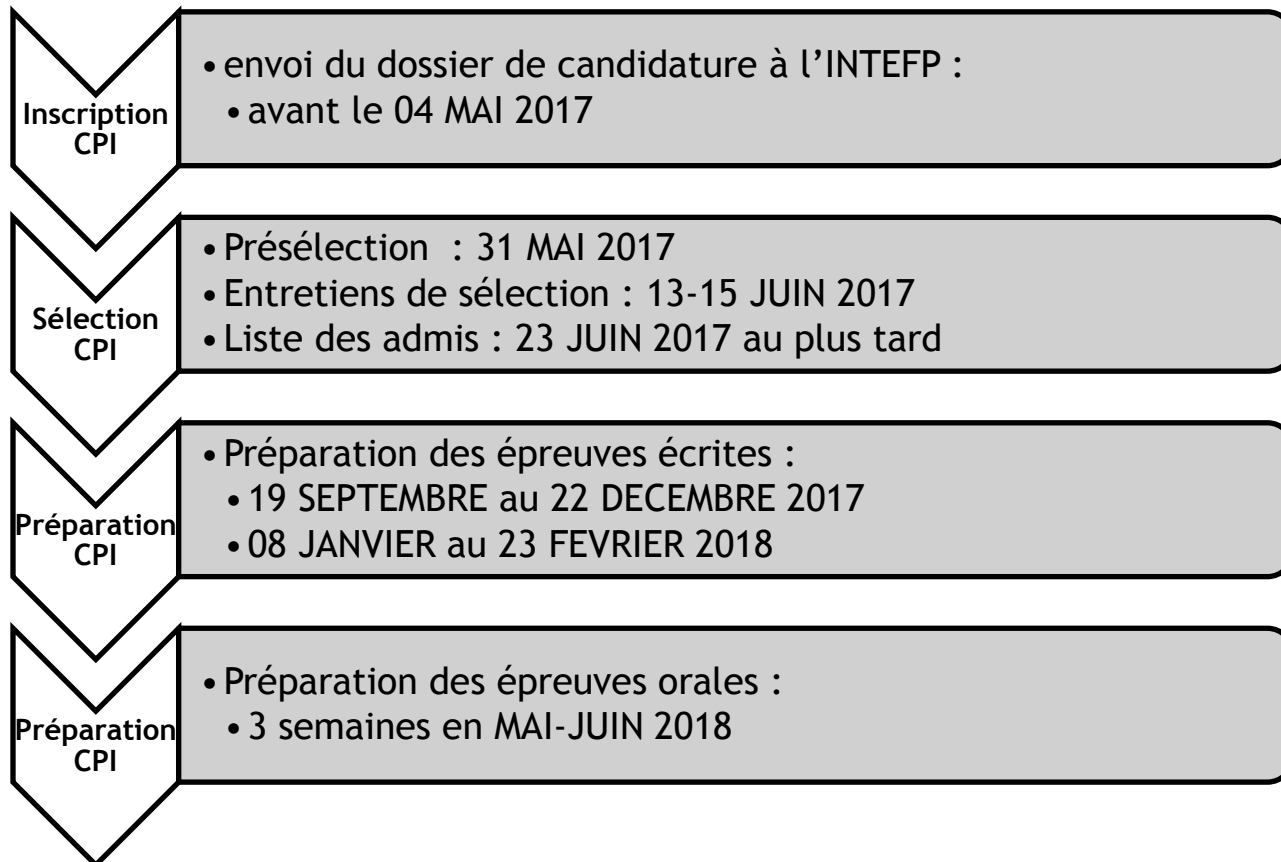 Inscription
CPI
• envoi du dossier de candidature à l’INTEFP :
• avant le 04 MAI 2017
Sélection
CPI
• Présélection : 31 MAI 2017
• Entretiens de sélection : 13-15 JUIN 2017
• Liste des admis : 23 JUIN 2017 au plus tard
Préparation
CPI
• Préparation des épreuves écrites :
• 19 SEPTEMBRE au 22 DECEMBRE 2017
• 08 JANVIER au 23 FEVRIER 2018
Préparation
CPI
• Préparation des épreuves orales :
• 3 semaines en MAI-JUIN 2018